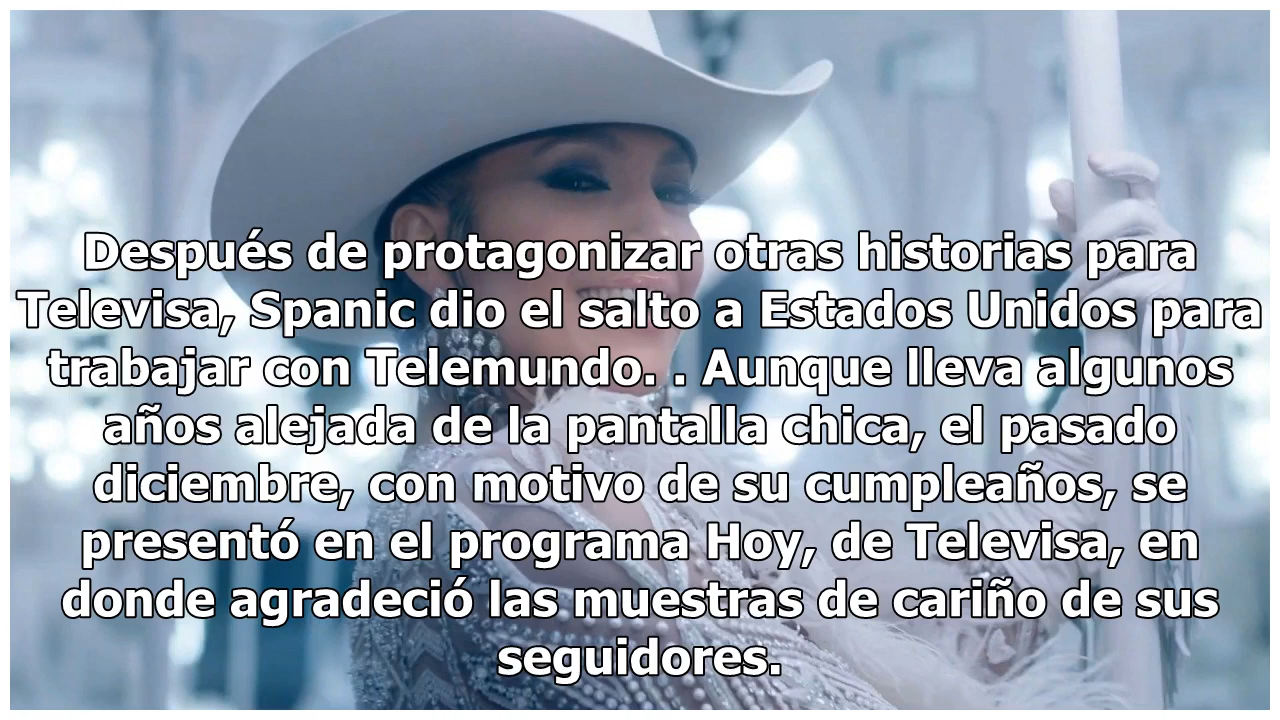 Después de protagonizar otras historias para
Televisa, Spanic dio el salto a Estados Unidos para
trabajar con Telemundo. . Aunque lleva algunos
años alejada de la pantalla chica, el pasado
diciembre, con motivo de su cumpleaños, se
presentó en el programa Hoy, de Televisa, en
donde agradeció las muestras de cariño de sus
seguidores.